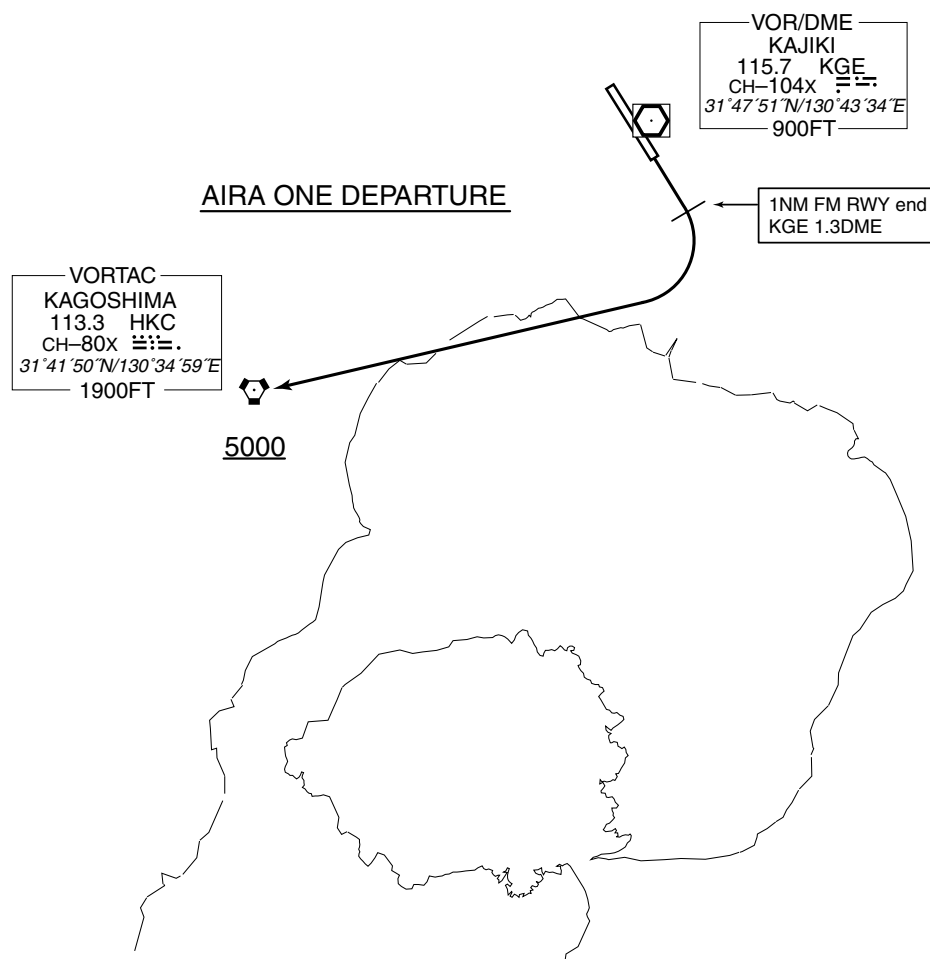 VOR/DME
KAJIKI
115.7 KGE
CH–104X
31°47´51˝N/130°43´34˝E
900FT
AIRA ONE DEPARTURE
1NM FM RWY end
KGE 1.3DME
VORTAC
KAGOSHIMA
113.3 HKC
CH–80X
31°41´50˝N/130°34´59˝E
1900FT
5000